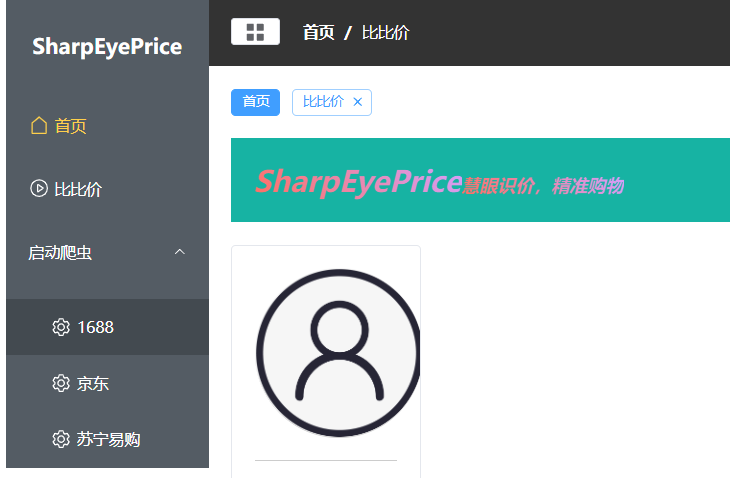 SharpEyePrice
首页
比比价
启动爬虫
1688
京东
苏宁易购
首页 / 比比价
首页 比比价 ×
SharpEyePrice慧眼识价，精准购物